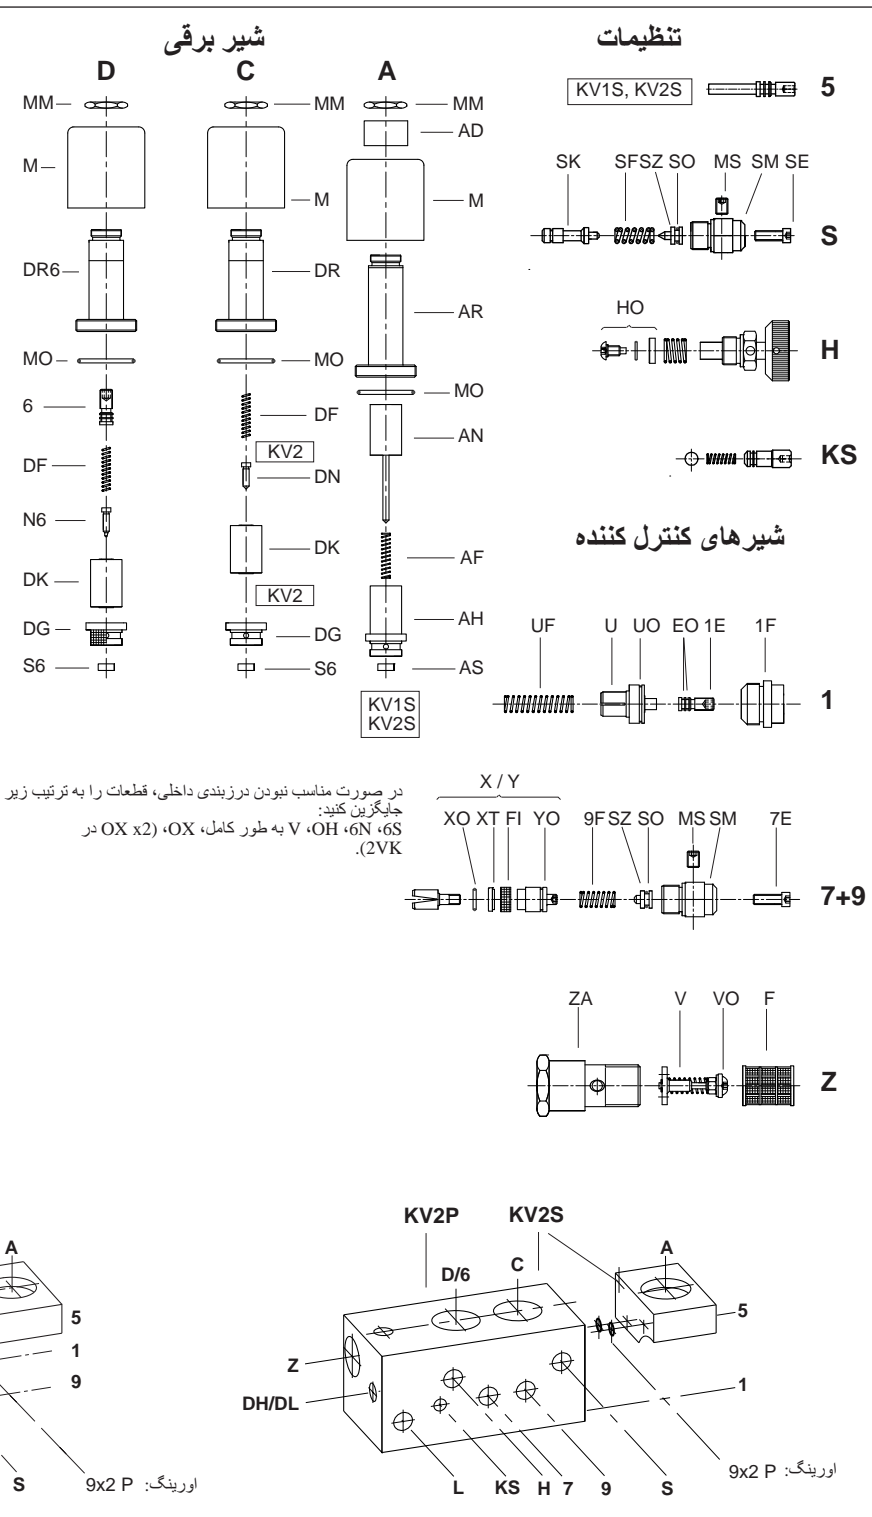 شیر برقی
تنظیمات
D C A
MM MM MM
AD
M M M
DR6 DR AR
MO MO MO
6 DF AN
KV2
DF DN
N6 DK AF
DK KV2
DG DG AH
S6 S6 AS
KV1S
KV2S
KV1S, KV2S 5
SK SF SZ SO MS SM SE
S
HO
H
KS
شیرهای کنترل کننده
UF U UO EO 1E 1F
1
در صورت مناسب نبودن درزبندی داخلی، قطعات را به ترتیب زیر
جایگزین کنید:
6S، 6N، OH، V به طور کامل، OX، (OX x2 در
2VK).
X / Y
XO XT FI YO 9F SZ SO MS SM 7E
7+9
ZA V VO F
Z
A
5
1
9
S
اورینگ: 9x2 P
KV2P KV2S
D/6 C A
5
Z
DH/DL 1
L KS H 7 9 S
اورینگ: 9x2 P